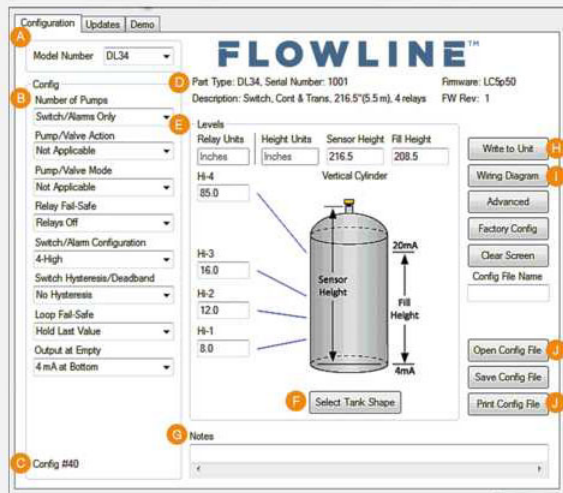 Configuration Updates Demo
A
Model Number DL34
FLOWLINE™
Config
B
Number of Pumps
Switch/Alarms Only
Pump/Valve Action
Not Applicable
Pump/Valve Mode
Not Applicable
Relay Fail-Safe
Relays Off
Switch/Alarm Configuration
4-High
Switch Hysteresis/Deadband
No Hysteresis
Loop Fail-Safe
Hold Last Value
Output at Empty
4 mA at Bottom
C Config #40
D Part Type: DL34, Serial Number: 1001 Firmware: LC5p50
Description: Switch, Cont & Trans, 216.5"(5.5 m), 4 relays FW Rev: 1
E Levels
Relay Units Height Units Sensor Height Fill Height
Inches Inches 216.5 208.5
Hi-4 Vertical Cylinder
85.0
Hi-3
16.0
Hi-2
12.0
Hi-1
8.0
20mA
Sensor
Height
Fill
Height
4mA
F Select Tank Shape
G Notes
Write to Unit H
Wiring Diagram I
Advanced
Factory Config
Clear Screen
Config File Name
Open Config File J
Save Config File
Print Config File J